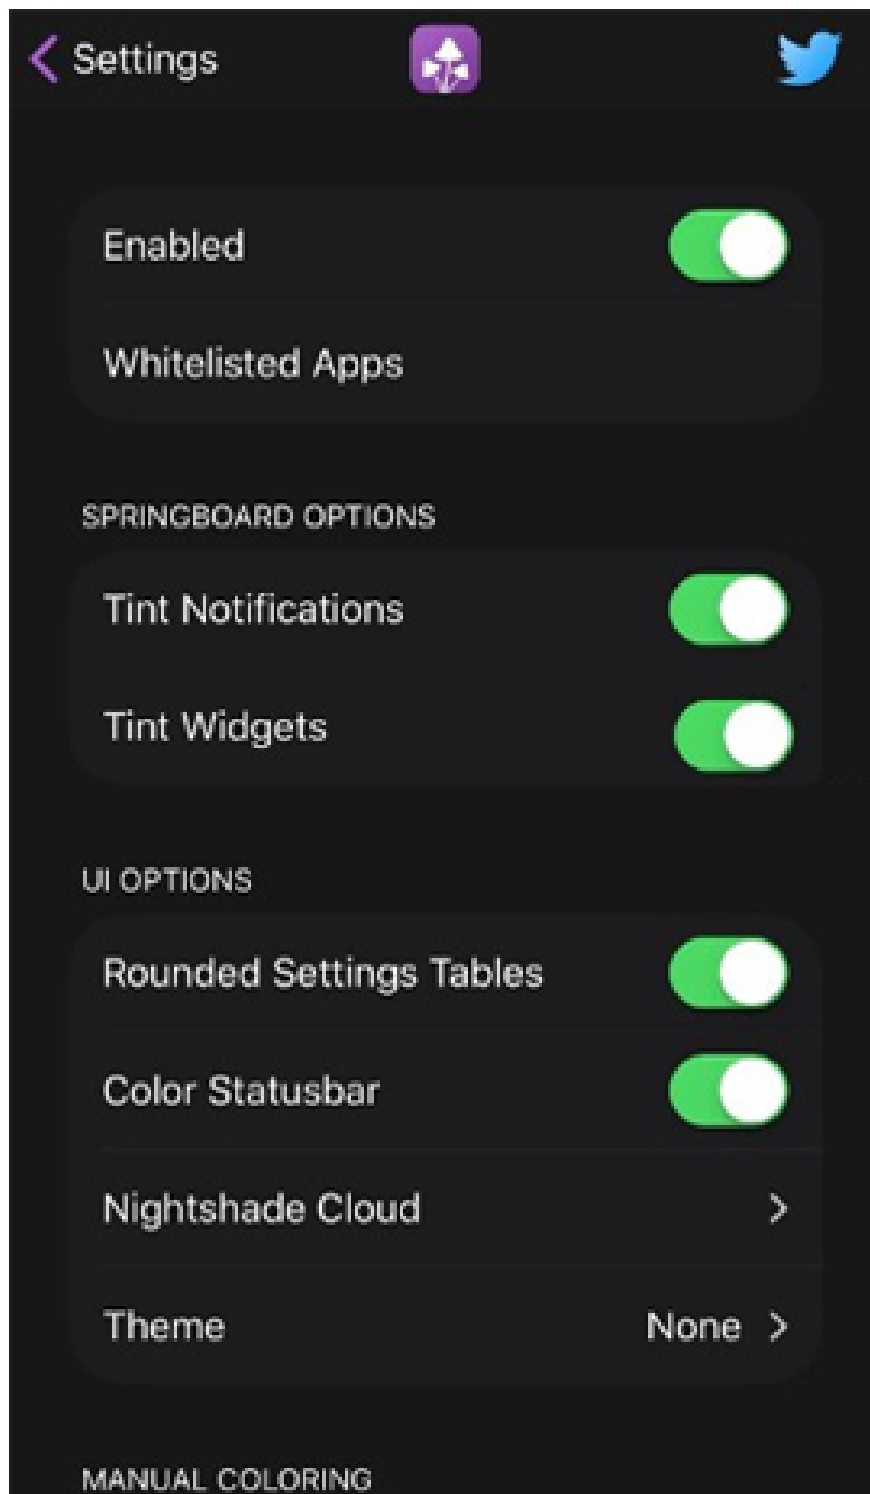 Settings
Enabled
Whitelisted Apps
SPRINGBOARD OPTIONS
Tint Notifications
Tint Widgets
UI OPTIONS
Rounded Settings Tables
Color Statusbar
Nightshade Cloud
Theme None
MANUAL COLORING